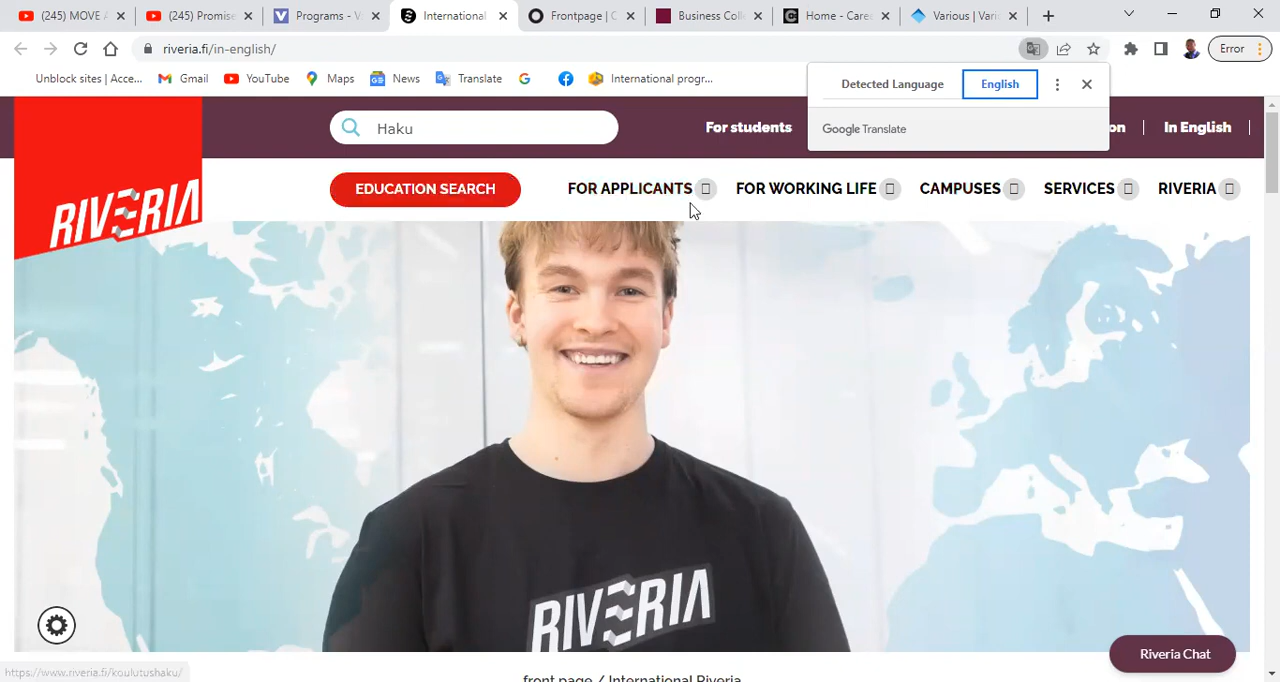 (245) MOVE
(245) Promise
Programs - V
International
Frontpage | C
Business Coll
Home - Caree
Various | Vari
riveria.fi/in-english/
Error
Unblock sites | Acce...
Gmail
YouTube
Maps
News
Translate
International progr...
Detected Language
English
Google Translate
Haku
For students
on
In English
RIVERIA
EDUCATION SEARCH
FOR APPLICANTS
FOR WORKING LIFE
CAMPUSES
SERVICES
RIVERIA
RIVERIA
Riveria Chat
https://www.riveria.fi/koulutushaku/
front page / International Riveria